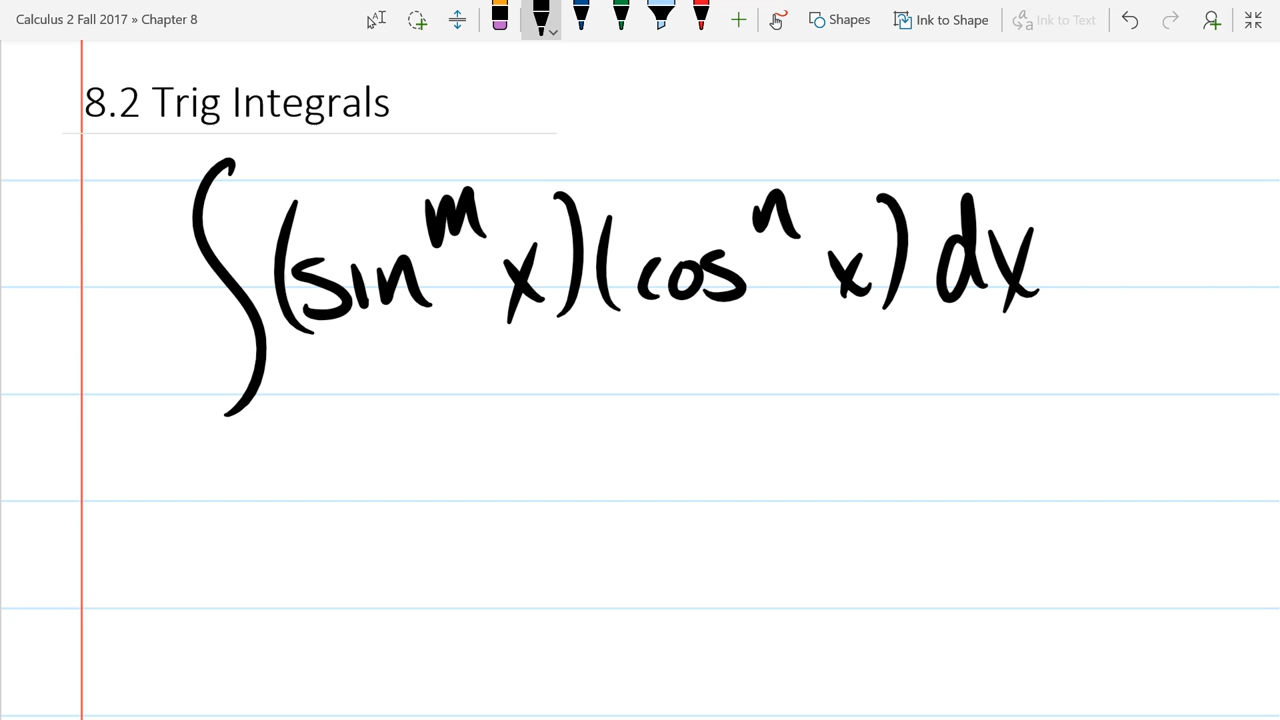 Calculus 2 Fall 2017 » Chapter 8
Shapes
Ink to Shape
Ink to Text
8.2 Trig Integrals
∫(sin^m x)(cos^n x) dx